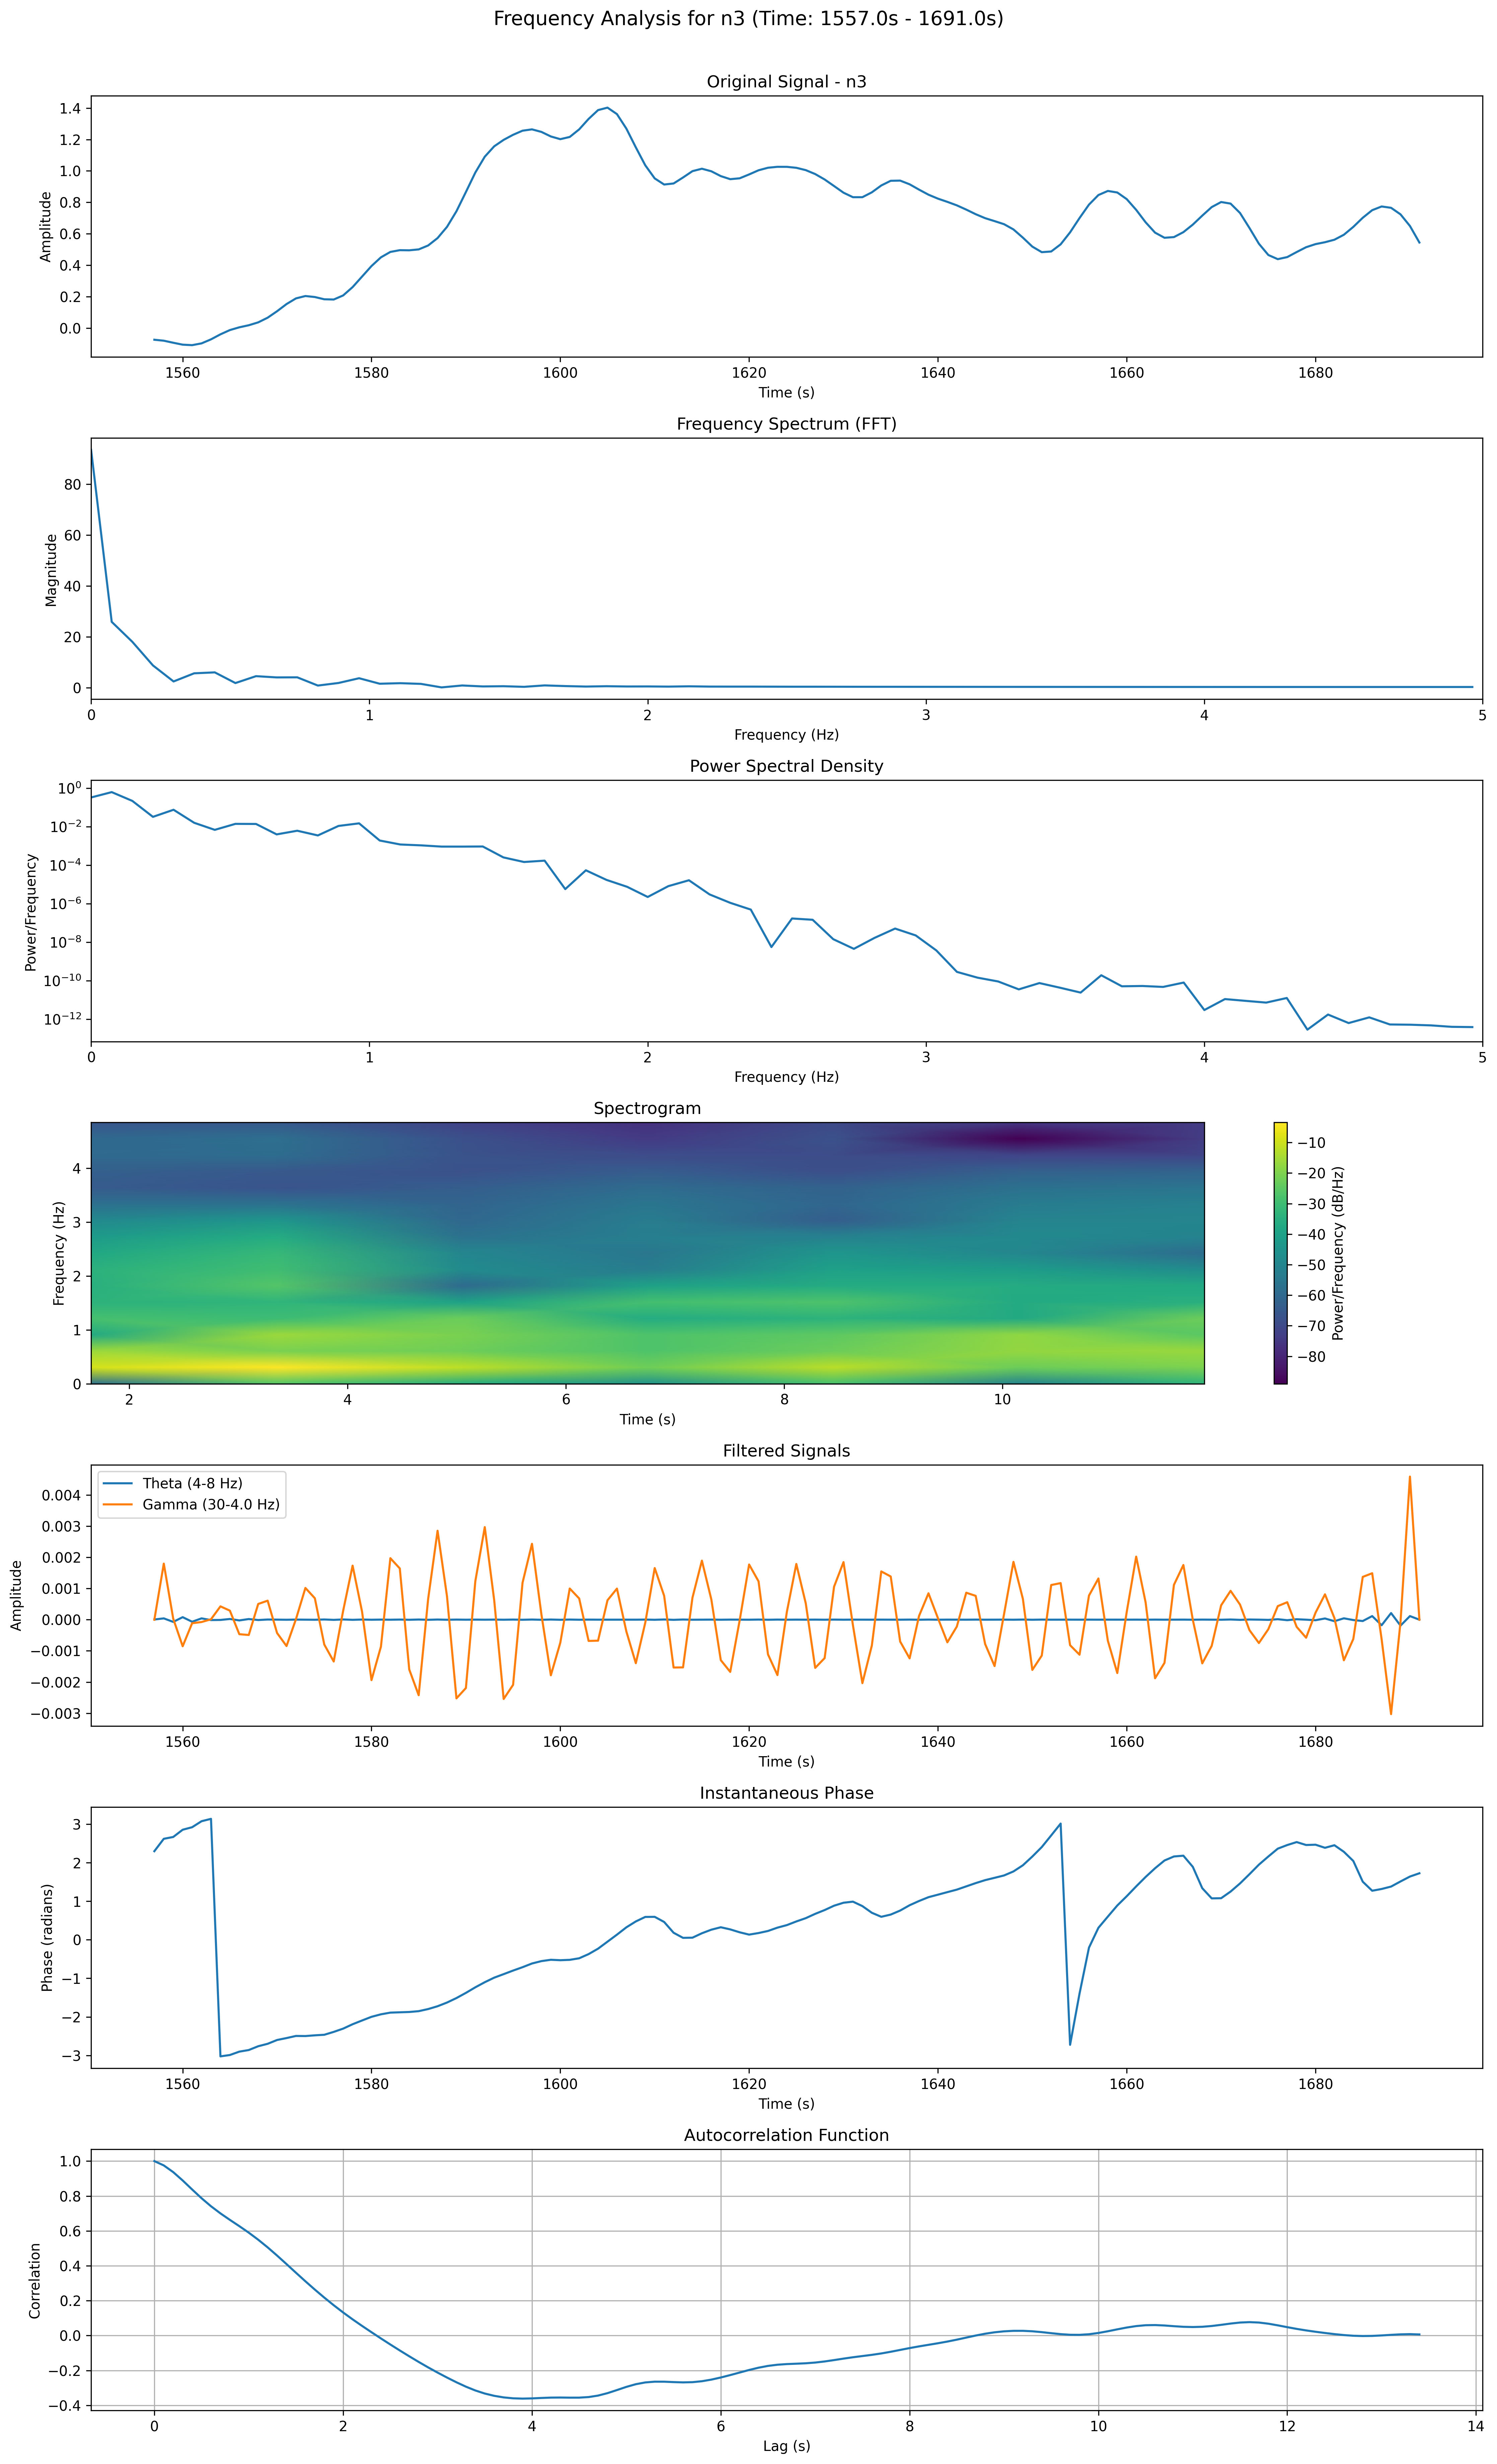 Frequency Analysis for n3 (Time: 1557.0s - 1691.0s)
Original Signal - n3
Amplitude
1.4
1.2
1.0
0.8
0.6
0.4
0.2
0.0
1560 1580 1600 1620 1640 1660 1680
Time (s)
Frequency Spectrum (FFT)
Magnitude
80
60
40
20
0
0 1 2 3 4 5
Frequency (Hz)
Power Spectral Density
Power/Frequency
10⁰
10⁻²
10⁻⁴
10⁻⁶
10⁻⁸
10⁻¹⁰
10⁻¹²
0 1 2 3 4 5
Frequency (Hz)
Spectrogram
Frequency (Hz)
4
3
2
1
0
2 4 6 8 10
Time (s)
−10
−20
−30
−40
−50
−60
−70
−80
Power/Frequency (dB/Hz)
Filtered Signals
Theta (4-8 Hz)
Gamma (30-4.0 Hz)
Amplitude
0.004
0.003
0.002
0.001
0.000
−0.001
−0.002
−0.003
1560 1580 1600 1620 1640 1660 1680
Time (s)
Instantaneous Phase
Phase (radians)
3
2
1
0
−1
−2
−3
1560 1580 1600 1620 1640 1660 1680
Time (s)
Autocorrelation Function
Correlation
1.0
0.8
0.6
0.4
0.2
0.0
−0.2
−0.4
0 2 4 6 8 10 12 14
Lag (s)